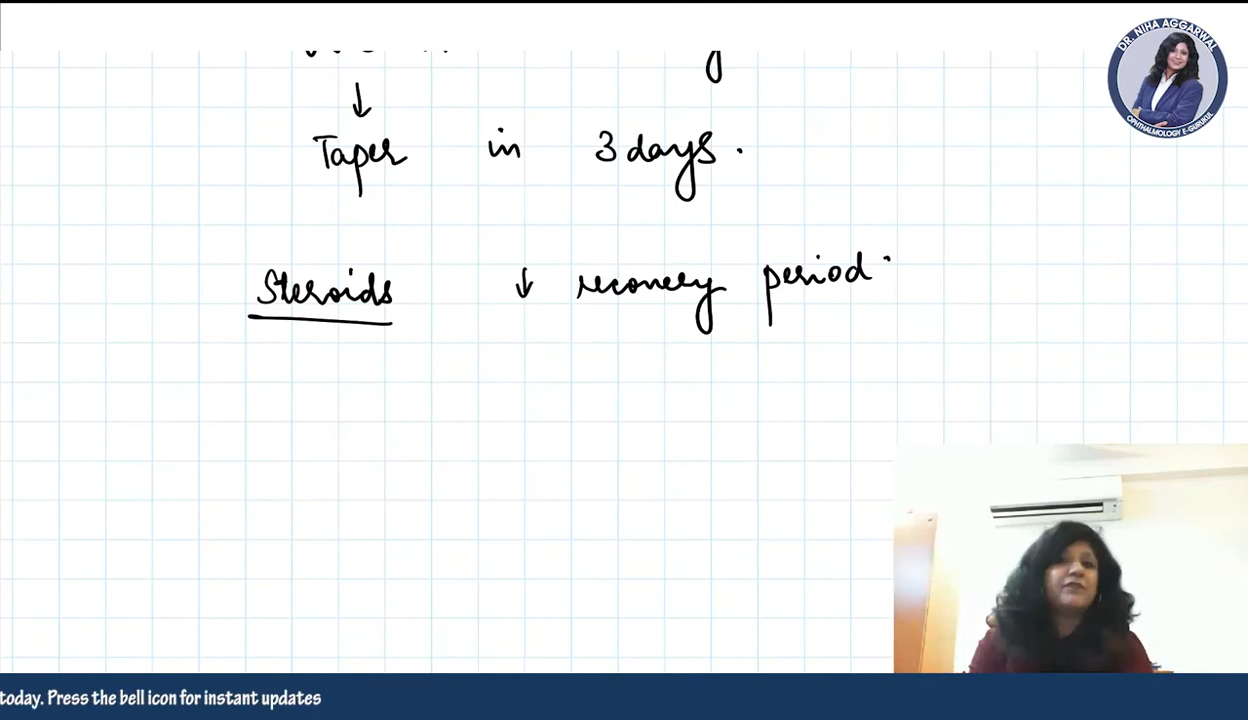 DR. NIHA AGGARWAL
OPHTHALMOLOGY E-GURUKUL
↓
Taper in 3 days.
Steroids ↓ recovery period.
today. Press the bell icon for instant updates